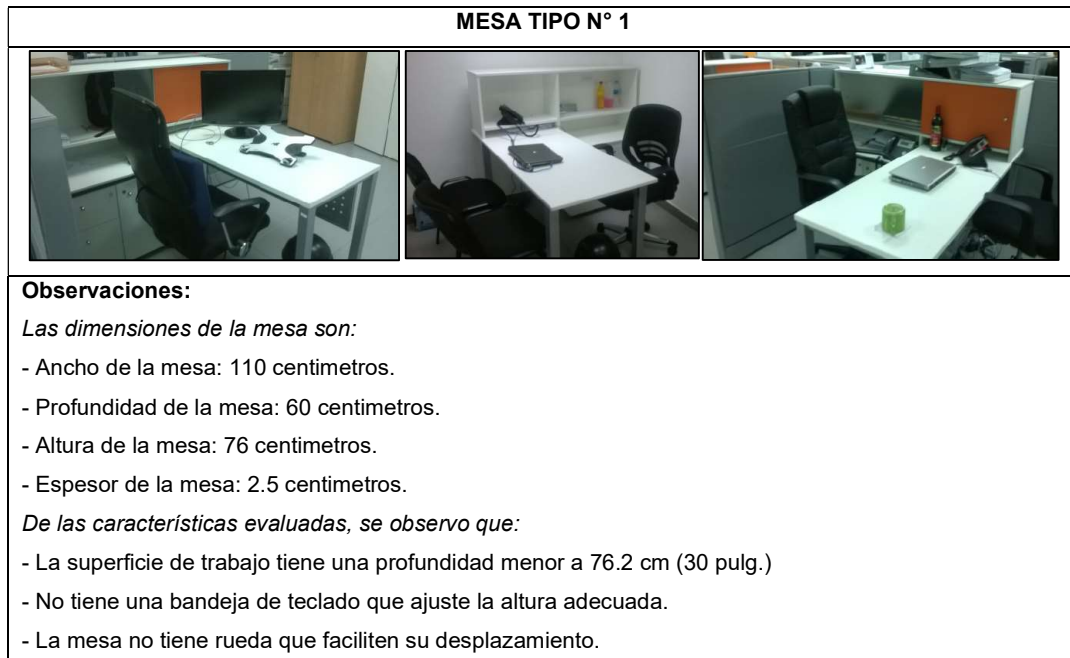 MESA TIPO N° 1
Observaciones:
Las dimensiones de la mesa son:
- Ancho de la mesa: 110 centimetros.
- Profundidad de la mesa: 60 centimetros.
- Altura de la mesa: 76 centimetros.
- Espesor de la mesa: 2.5 centimetros.
De las características evaluadas, se observo que:
- La superficie de trabajo tiene una profundidad menor a 76.2 cm (30 pulg.)
- No tiene una bandeja de teclado que ajuste la altura adecuada.
- La mesa no tiene rueda que faciliten su desplazamiento.